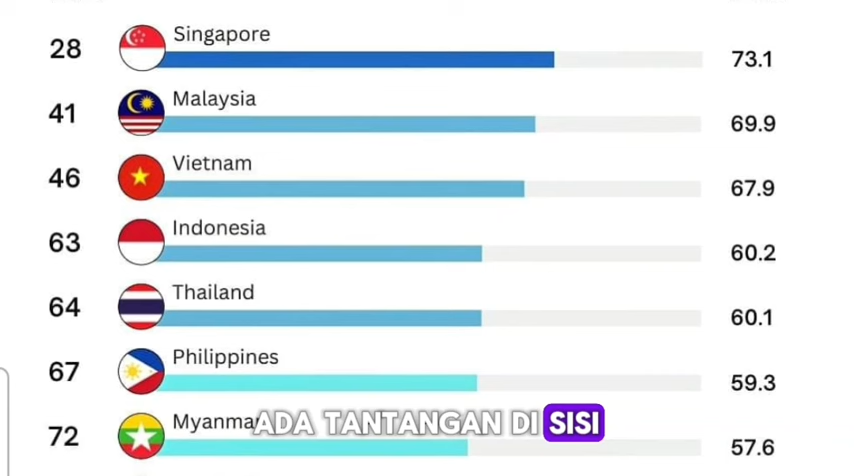 28 Singapore 73.1
41 Malaysia 69.9
46 Vietnam 67.9
63 Indonesia 60.2
64 Thailand 60.1
67 Philippines 59.3
72 Myanmar 57.6
ADA TANTANGAN DI SISI